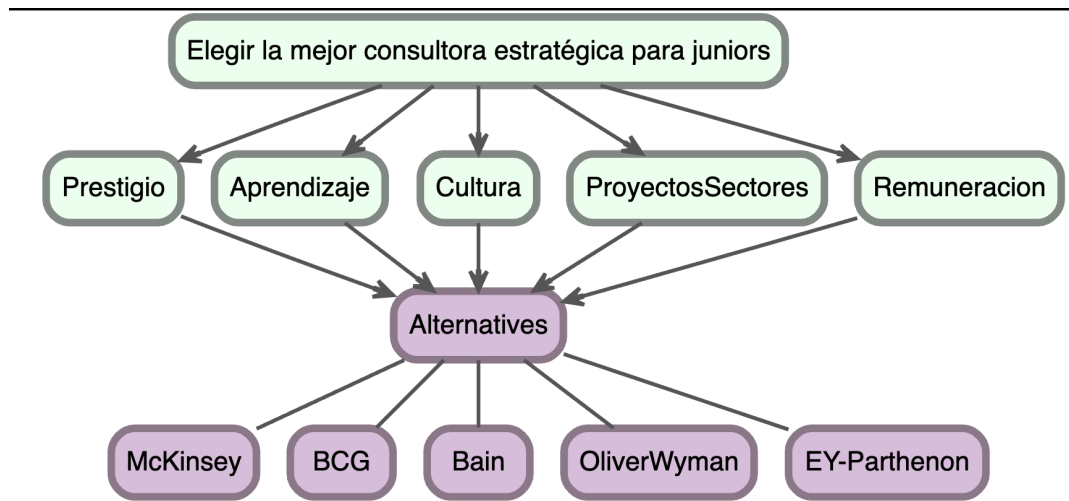 Elegir la mejor consultora estratégica para juniors
Prestigio
Aprendizaje
Cultura
ProyectosSectores
Remuneracion
Alternatives
McKinsey
BCG
Bain
OliverWyman
EY-Parthenon